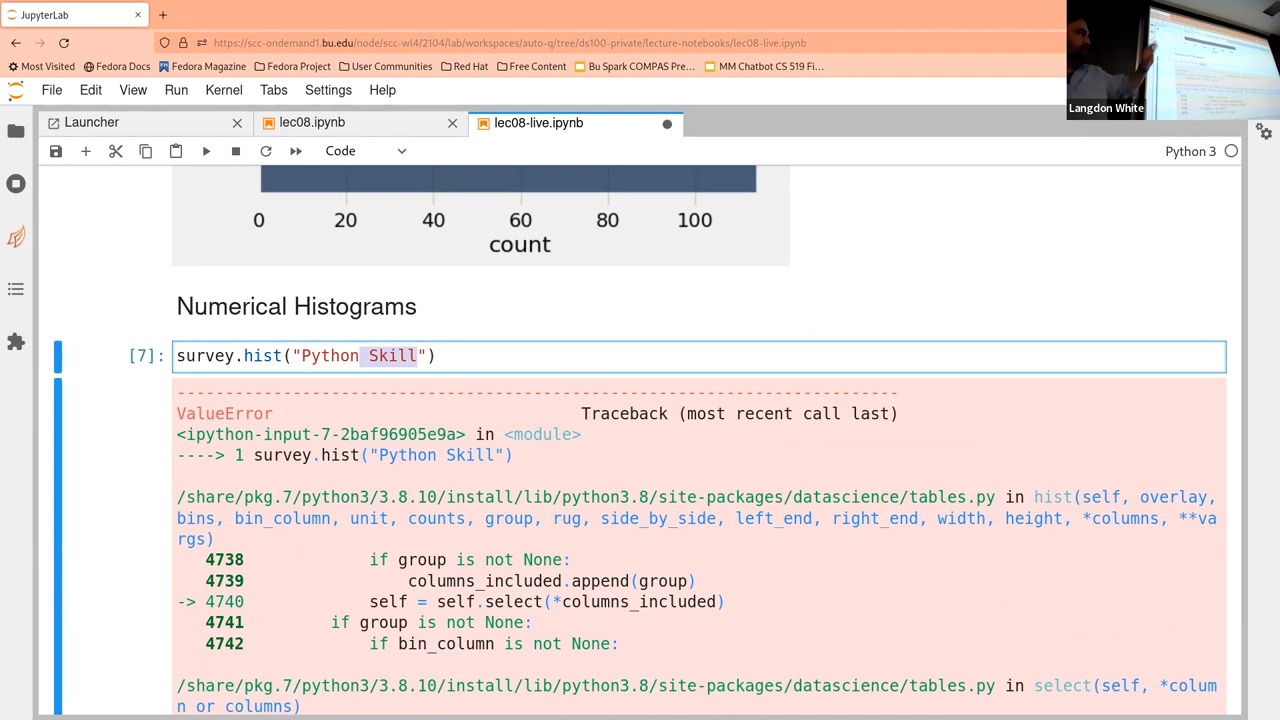 JupyterLab
https://scc-ondemand1.bu.edu/node/scc-wl4/2104/lab/workspaces/auto-q/tree/ds100-private/lecture-notebooks/lec08-live.ipynb
Most Visited Fedora Docs Fedora Magazine Fedora Project User Communities Red Hat Free Content Bu Spark COMPAS Pre… MM Chatbot CS 519 Fi…
Langdon White
File Edit View Run Kernel Tabs Settings Help
Launcher lec08.ipynb lec08-live.ipynb
Code Python 3
0 20 40 60 80 100
count
Numerical Histograms
[7]: survey.hist("Python Skill")
---------------------------------------------------------------------------
ValueError Traceback (most recent call last)
<ipython-input-7-2baf96905e9a> in <module>
----> 1 survey.hist("Python Skill")
/share/pkg.7/python3/3.8.10/install/lib/python3.8/site-packages/datascience/tables.py in hist(self, overlay,
bins, bin_column, unit, counts, group, rug, side_by_side, left_end, right_end, width, height, *columns, **va
rgs)
4738 if group is not None:
4739 columns_included.append(group)
-> 4740 self = self.select(*columns_included)
4741 if group is not None:
4742 if bin_column is not None:
/share/pkg.7/python3/3.8.10/install/lib/python3.8/site-packages/datascience/tables.py in select(self, *colum
n_or_columns)